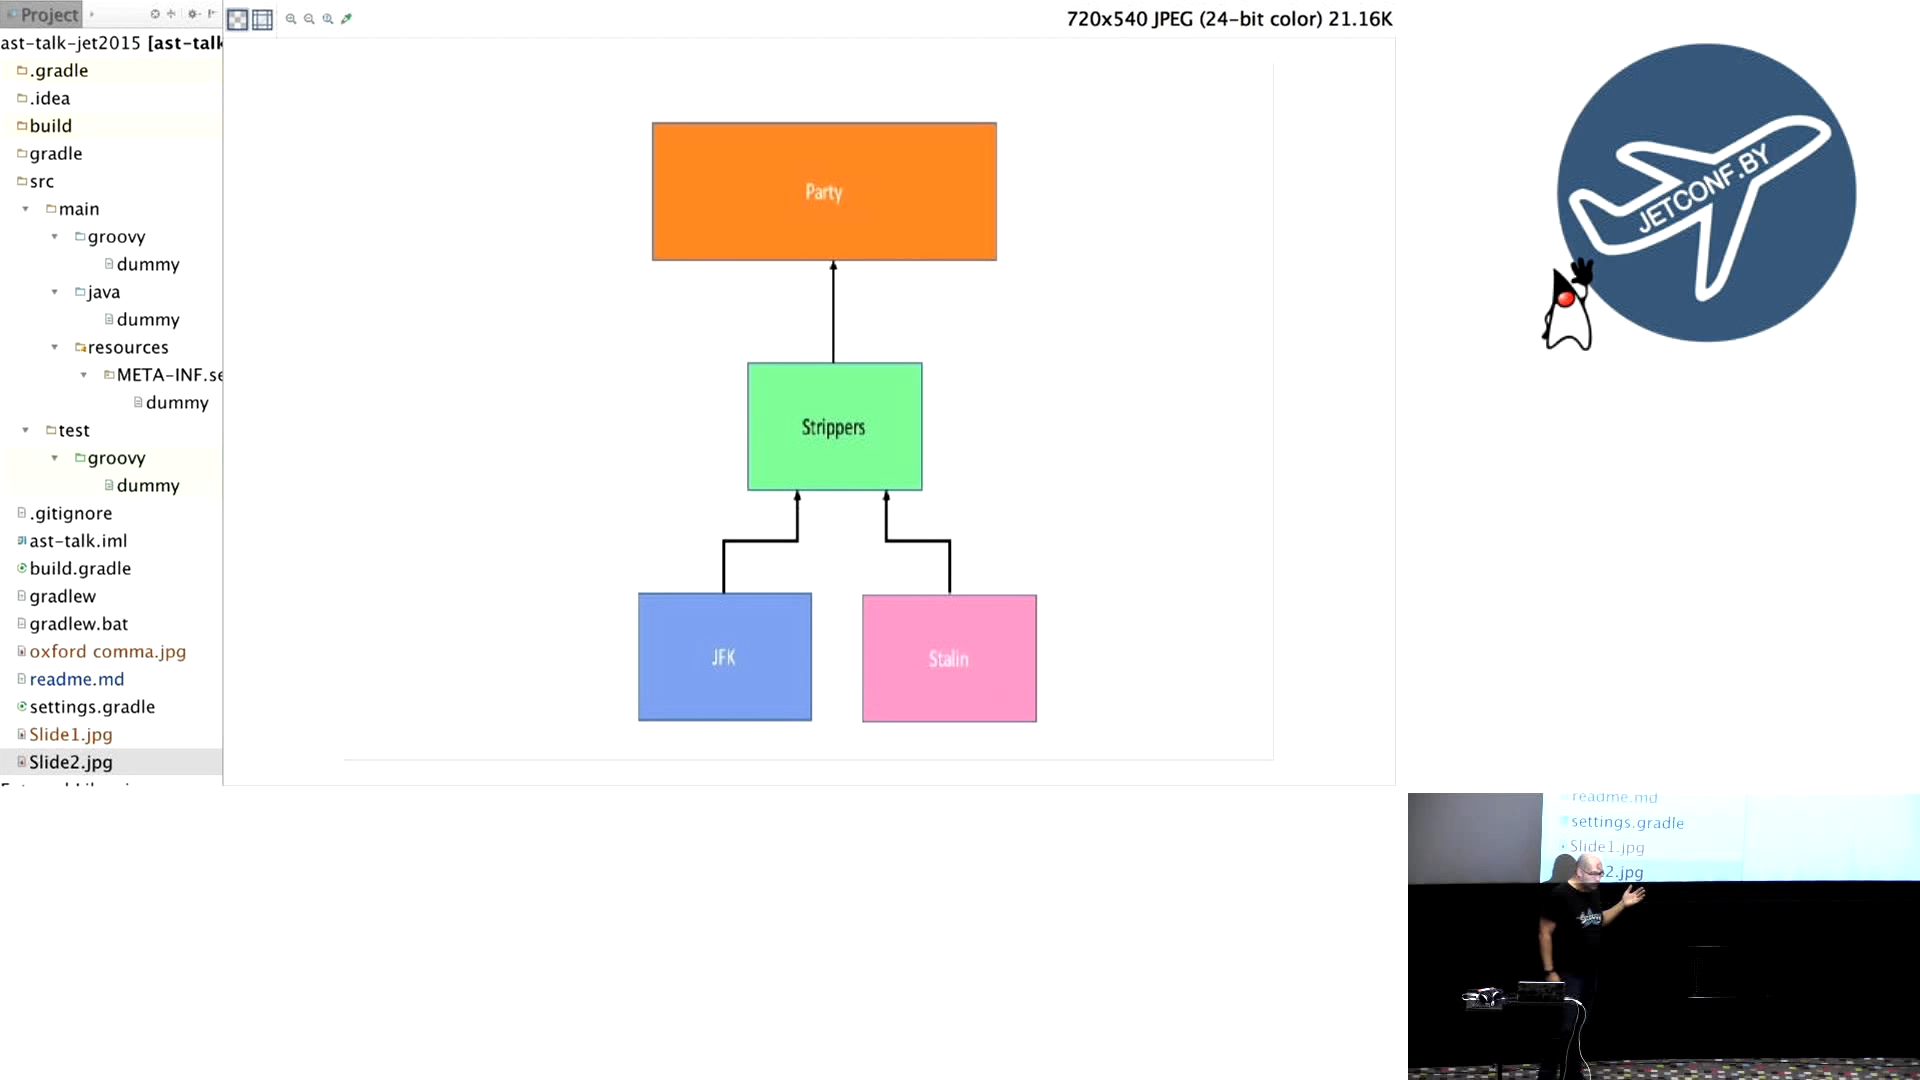 Project
720x540 JPEG (24-bit color) 21.16K
ast-talk-jet2015 [ast-talk
.gradle
.idea
build
gradle
src
main
groovy
dummy
java
dummy
resources
META-INF.se
dummy
test
groovy
dummy
.gitignore
ast-talk.iml
build.gradle
gradlew
gradlew.bat
oxford comma.jpg
readme.md
settings.gradle
Slide1.jpg
Slide2.jpg
Party
Strippers
JFK
Stalin
JETCONF.BY
readme.md
settings.gradle
Slide1.jpg
2.jpg